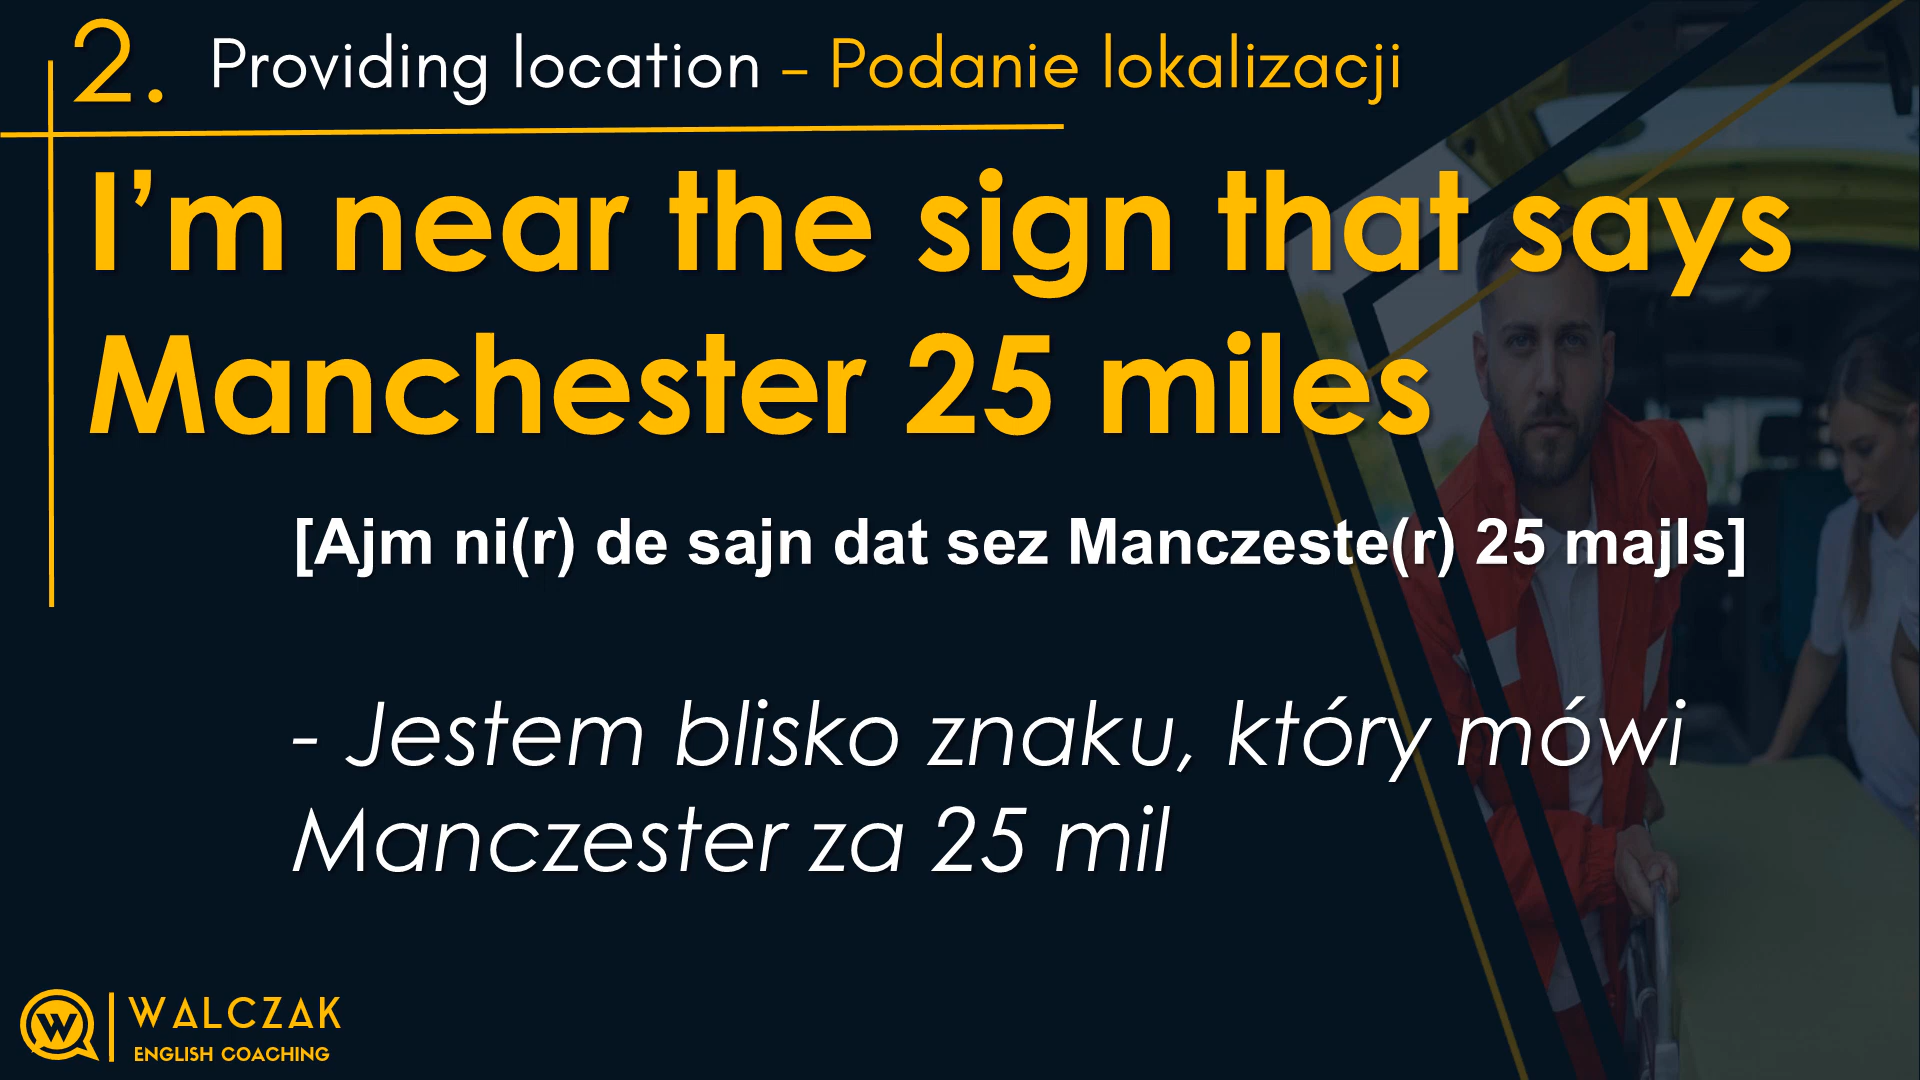 2. Providing location – Podanie lokalizacji
I’m near the sign that says
Manchester 25 miles
[Ajm ni(r) de sajn dat sez Manczeste(r) 25 majls]
- Jestem blisko znaku, który mówi
Manczester za 25 mil
W
WALCZAK
ENGLISH COACHING